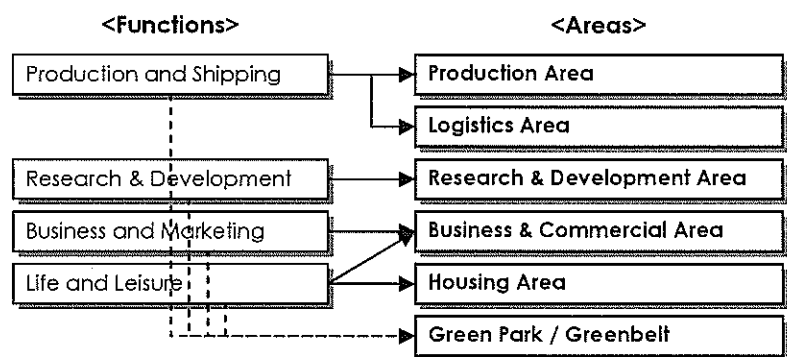 <Functions>
<Areas>
Production and Shipping
Production Area
Logistics Area
Research & Development
Research & Development Area
Business and Marketing
Business & Commercial Area
Life and Leisure
Housing Area
Green Park / Greenbelt